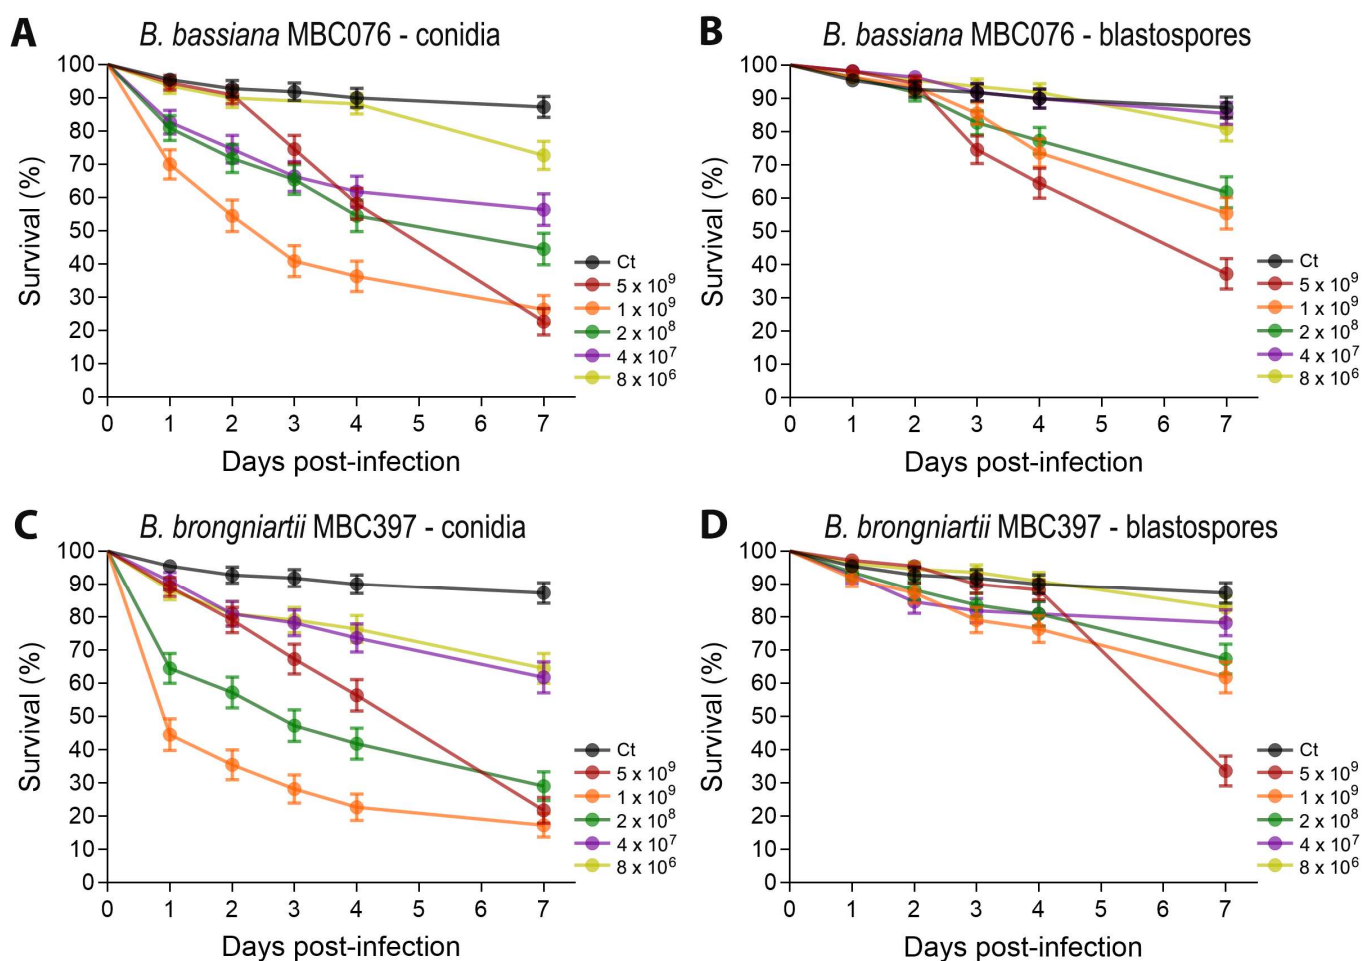 A
B. bassiana MBC076 - conidia
Survival (%)
100
90
80
70
60
50
40
30
20
10
0
0 1 2 3 4 5 6 7
Days post-infection
Ct
5 x 10⁹
1 x 10⁹
2 x 10⁸
4 x 10⁷
8 x 10⁶
B
B. bassiana MBC076 - blastospores
Survival (%)
100
90
80
70
60
50
40
30
20
10
0
0 1 2 3 4 5 6 7
Days post-infection
Ct
5 x 10⁹
1 x 10⁹
2 x 10⁸
4 x 10⁷
8 x 10⁶
C
B. brongniartii MBC397 - conidia
Survival (%)
100
90
80
70
60
50
40
30
20
10
0
0 1 2 3 4 5 6 7
Days post-infection
Ct
5 x 10⁹
1 x 10⁹
2 x 10⁸
4 x 10⁷
8 x 10⁶
D
B. brongniartii MBC397 - blastospores
Survival (%)
100
90
80
70
60
50
40
30
20
10
0
0 1 2 3 4 5 6 7
Days post-infection
Ct
5 x 10⁹
1 x 10⁹
2 x 10⁸
4 x 10⁷
8 x 10⁶